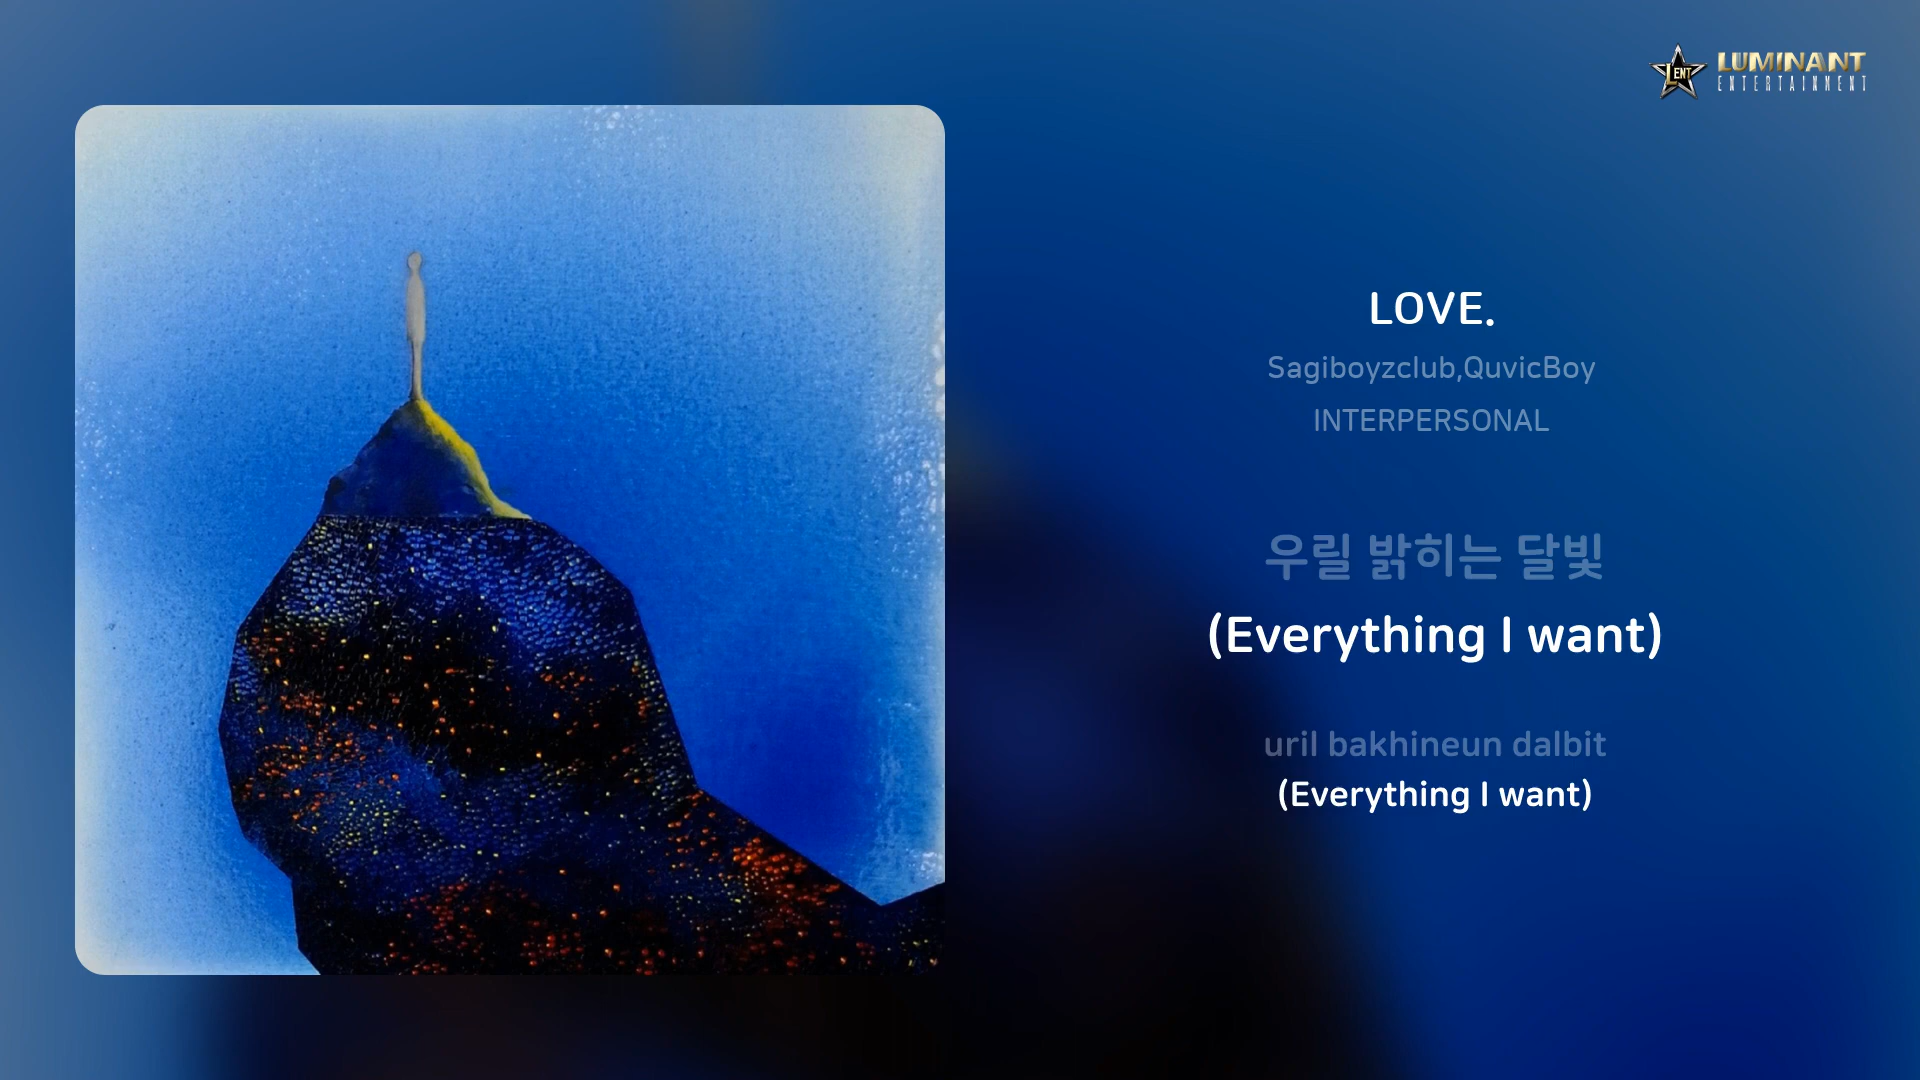 LENT
LUMINANT
ENTERTAINMENT
LOVE.
Sagiboyzclub,QuvicBoy
INTERPERSONAL
우릴 밝히는 달빛
(Everything I want)
uril bakhineun dalbit
(Everything I want)